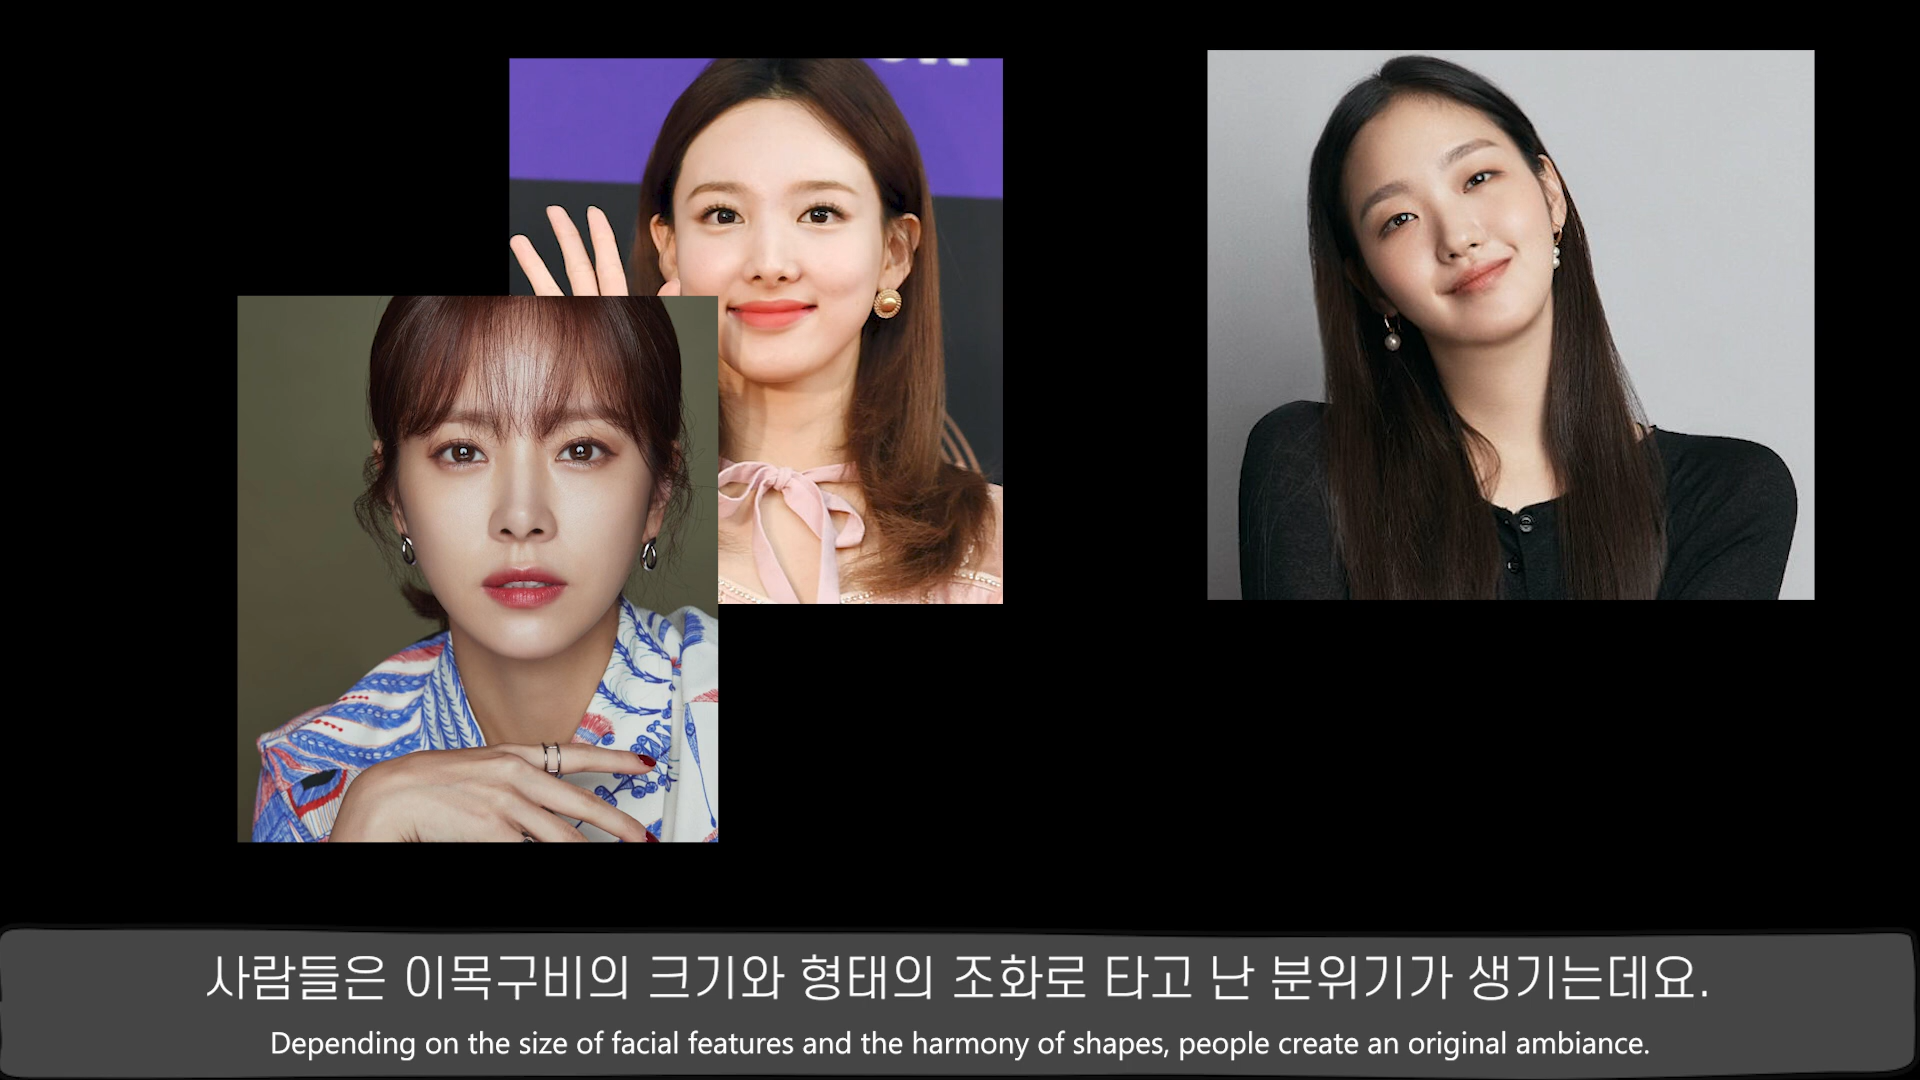 사람들은 이목구비의 크기와 형태의 조화로 타고 난 분위기가 생기는데요.
Depending on the size of facial features and the harmony of shapes, people create an original ambiance.